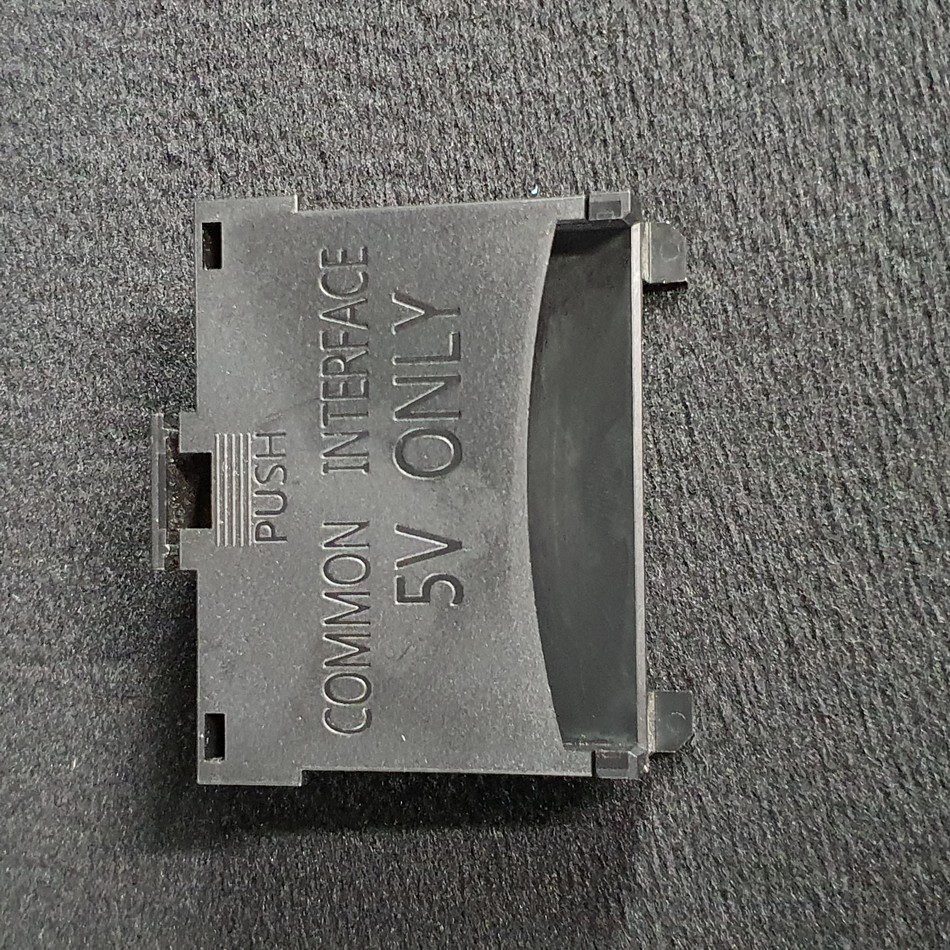 PUSH
COMMON INTERFACE
5V ONLY